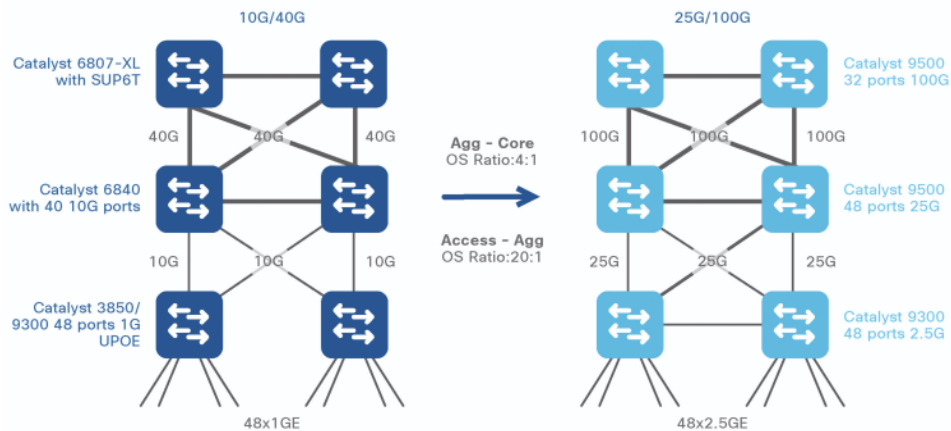 10G/40G
Catalyst 6807-XL
with SUP6T
40G
40G
40G
Catalyst 6840
with 40 10G ports
10G
10G
10G
Catalyst 3850/
9300 48 ports 1G
UPOE
48x1GE
Agg - Core
OS Ratio:4:1
Access - Agg
OS Ratio:20:1
25G/100G
Catalyst 9500
32 ports 100G
100G
100G
100G
Catalyst 9500
48 ports 25G
25G
25G
25G
Catalyst 9300
48 ports 2.5G
48x2.5GE